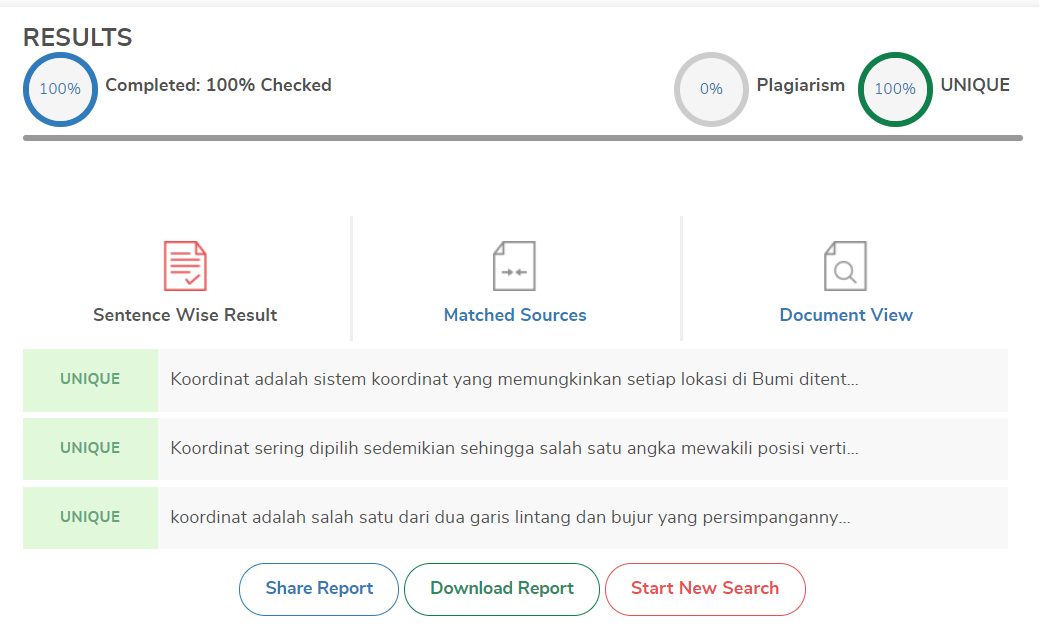 RESULTS
100% Completed: 100% Checked 0% Plagiarism 100% UNIQUE
Sentence Wise Result Matched Sources Document View
UNIQUE Koordinat adalah sistem koordinat yang memungkinkan setiap lokasi di Bumi ditent...
UNIQUE Koordinat sering dipilih sedemikian sehingga salah satu angka mewakili posisi verti...
UNIQUE koordinat adalah salah satu dari dua garis lintang dan bujur yang persimpanganny...
Share Report Download Report Start New Search